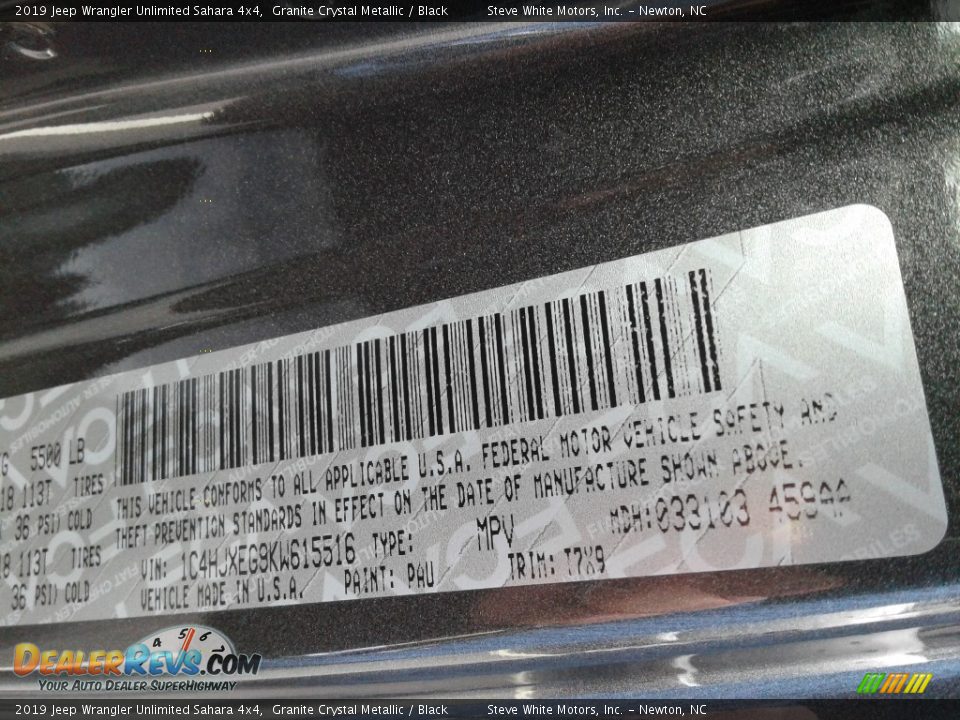 2019 Jeep Wrangler Unlimited Sahara 4x4, Granite Crystal Metallic / Black Steve White Motors, Inc. - Newton, NC
G 5500 LB
18 113T TIRES
36 PSI) COLD
18 113T TIRES
36 PSI) COLD
THIS VEHICLE CONFORMS TO ALL APPLICABLE U.S.A. FEDERAL MOTOR VEHICLE SAFETY AND
THEFT PREVENTION STANDARDS IN EFFECT ON THE DATE OF MANUFACTURE SHOWN ABOVE.
VIN: 1C4HJXEG9KW615516 TYPE: MPV MDH:033103 459AA
VEHICLE MADE IN U.S.A. PAINT: PAU TRIM: T7X9
DealerRevs.com
Your Auto Dealer SuperHighway
2019 Jeep Wrangler Unlimited Sahara 4x4, Granite Crystal Metallic / Black Steve White Motors, Inc. - Newton, NC